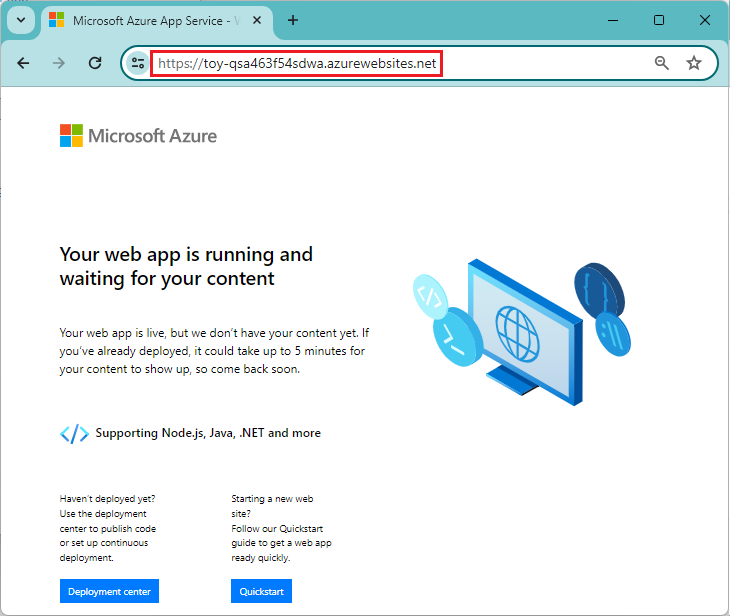 Microsoft Azure App Service -
https://toy-qsa463f54sdwa.azurewebsites.net
Microsoft Azure
Your web app is running and
waiting for your content
Your web app is live, but we don't have your content yet. If
you've already deployed, it could take up to 5 minutes for
your content to show up, so come back soon.
</> Supporting Node.js, Java, .NET and more
Haven't deployed yet?
Use the deployment
center to publish code
or set up continuous
deployment.
Deployment center
Starting a new web
site?
Follow our Quickstart
guide to get a web app
ready quickly.
Quickstart